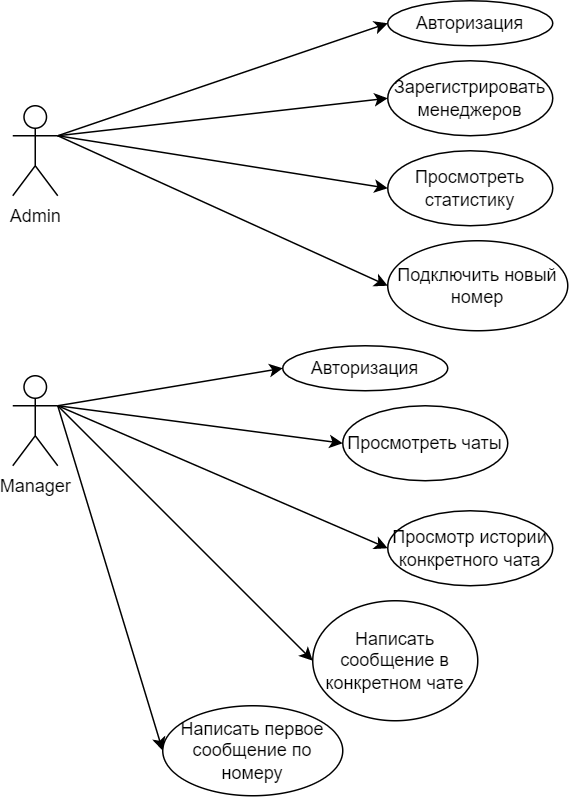 Авторизация
Зарегистрировать
менеджеров
Просмотреть
статистику
Admin
Подключить новый
номер
Авторизация
Manager
Просмотреть чаты
Просмотр истории
конкретного чата
Написать
сообщение в
конкретном чате
Написать первое
сообщение по
номеру